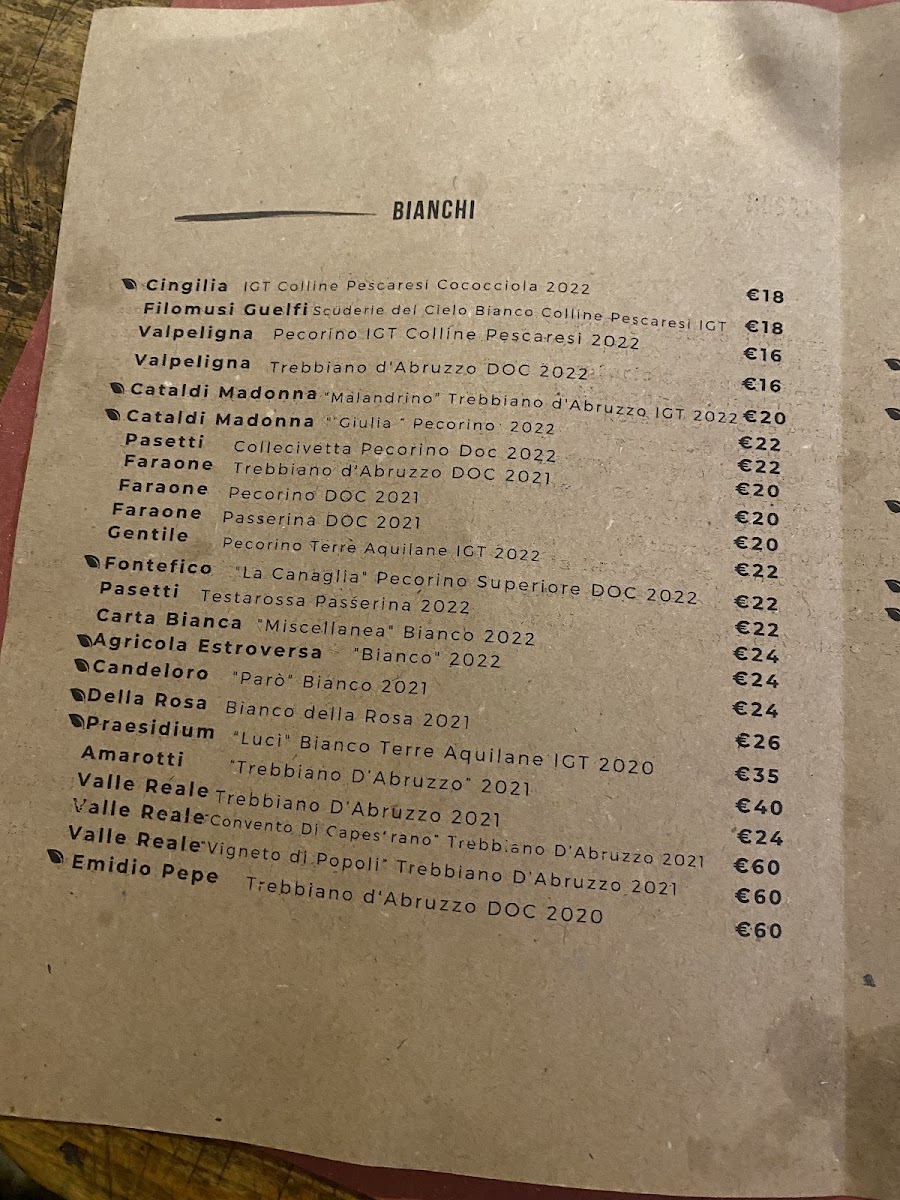 BIANCHI
Cingilia IGT Colline Pescaresi Cococciola 2022 €18
Filomusi Guelfi Scuderie del Cielo Bianco Colline Pescaresi IGT €18
Valpeligna Pecorino IGT Colline Pescaresi 2022 €16
Valpeligna Trebbiano d'Abruzzo DOC 2022 €16
Cataldi Madonna "Malandrino" Trebbiano d'Abruzzo IGT 2022 €20
Cataldi Madonna "“Giulia ” Pecorino 2022 €22
Pasetti Collecivetta Pecorino Doc 2022 €22
Faraone Trebbiano d'Abruzzo DOC 2021 €20
Faraone Pecorino DOC 2021 €20
Faraone Passerina DOC 2021 €20
Gentile Pecorino Terre Aquilane IGT 2022 €22
Fontefico "La Canaglia" Pecorino Superiore DOC 2022 €22
Pasetti Testarossa Passerina 2022 €22
Carta Bianca "Miscellanea" Bianco 2022 €24
Agricola Estroversa "Bianco" 2022 €24
Candeloro "Parò" Bianco 2021 €24
Della Rosa Bianco della Rosa 2021 €26
Praesidium "Luci" Bianco Terre Aquilane IGT 2020 €35
Amarotti "Trebbiano D'Abruzzo" 2021 €40
Valle Reale Trebbiano D'Abruzzo 2021 €24
Valle Reale "Convento Di Capestrano" Trebbiano D'Abruzzo 2021 €60
Valle Reale "Vigneto di Popoli" Trebbiano D'Abruzzo 2021 €60
Emidio Pepe Trebbiano d'Abruzzo DOC 2020 €60